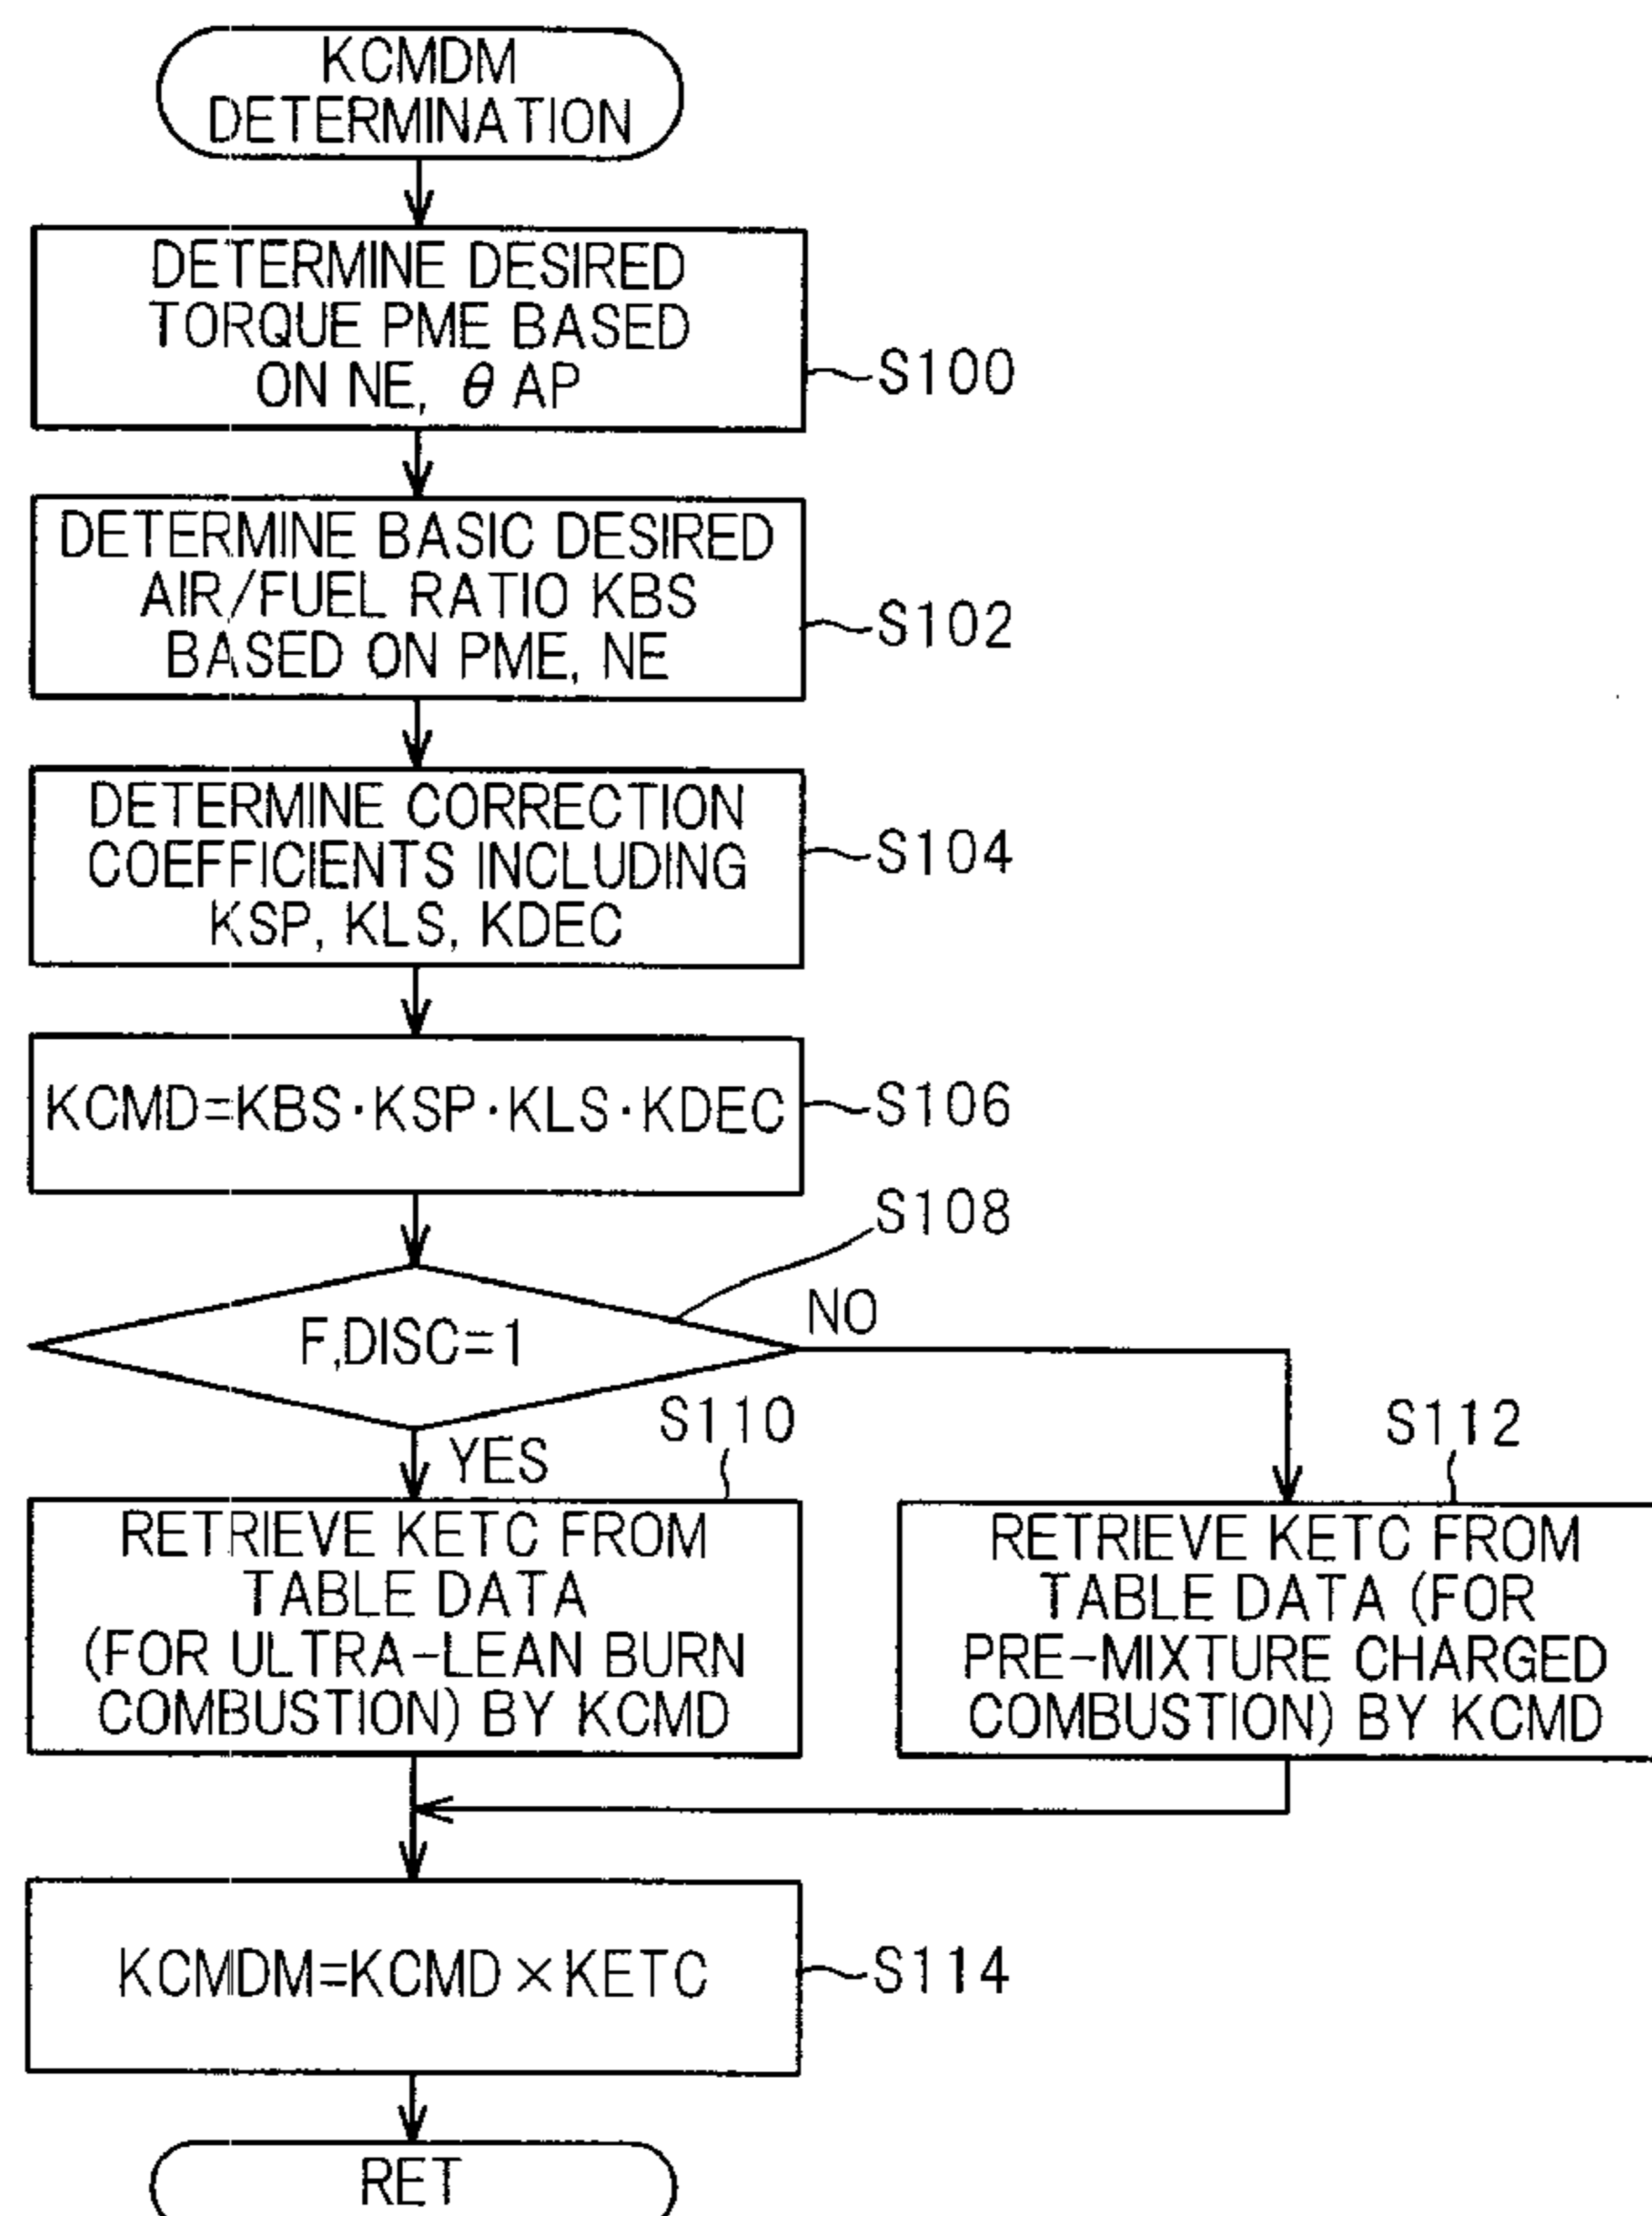 KCMDM
DETERMINATION
DETERMINE DESIRED
TORQUE PME BASED
ON NE, θ AP
S100
DETERMINE BASIC DESIRED
AIR/FUEL RATIO KBS
BASED ON PME, NE
S102
DETERMINE CORRECTION
COEFFICIENTS INCLUDING
KSP, KLS, KDEC
S104
KCMD=KBS·KSP·KLS·KDEC
S106
S108
F,DISC=1
NO
YES
S110
RETRIEVE KETC FROM
TABLE DATA
(FOR ULTRA-LEAN BURN
COMBUSTION) BY KCMD
S112
RETRIEVE KETC FROM
TABLE DATA (FOR
PRE-MIXTURE CHARGED
COMBUSTION) BY KCMD
KCMDM=KCMD×KETC
S114
RET